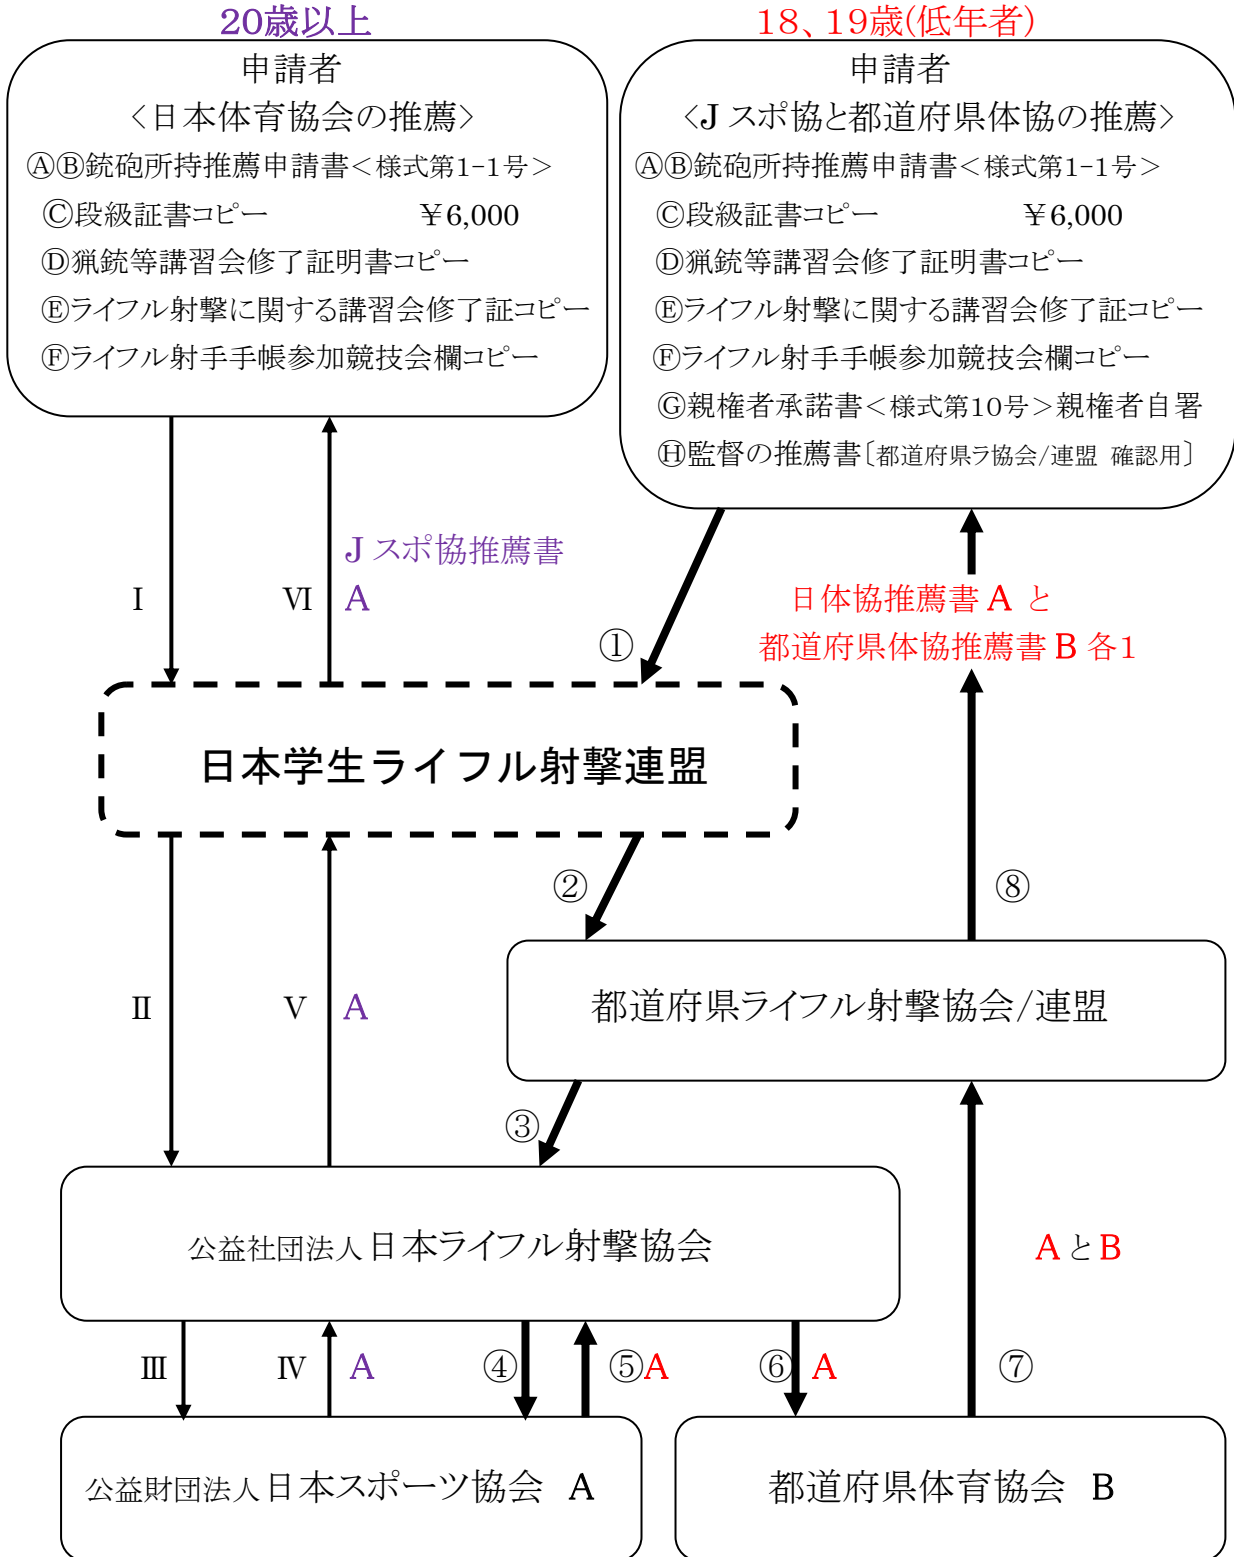 20歳以上
申請者
<日本体育協会の推薦>
ⒶⒷ銃砲所持推薦申請書<様式第1-1号>
Ⓒ段級証書コピー ￥6,000
Ⓓ猟銃等講習会修了証明書コピー
Ⓔライフル射撃に関する講習会修了証コピー
Ⓕライフル射手手帳参加競技会欄コピー
18、19歳(低年者)
申請者
<Jスポ協と都道府県体協の推薦>
ⒶⒷ銃砲所持推薦申請書<様式第1-1号>
Ⓒ段級証書コピー ￥6,000
Ⓓ猟銃等講習会修了証明書コピー
Ⓔライフル射撃に関する講習会修了証コピー
Ⓕライフル射手手帳参加競技会欄コピー
Ⓖ親権者承諾書<様式第10号>親権者自署
Ⓗ監督の推薦書〔都道府県ラ協会/連盟 確認用〕
Jスポ協推薦書
Ⅰ Ⅵ A
①
日体協推薦書 A と
都道府県体協推薦書 B 各1
日本学生ライフル射撃連盟
②
⑧
Ⅱ Ⅴ A
都道府県ライフル射撃協会/連盟
③
公益社団法人日本ライフル射撃協会
AとB
Ⅲ Ⅳ A ④ ⑤A ⑥ A ⑦
公益財団法人日本スポーツ協会 A
都道府県体育協会 B